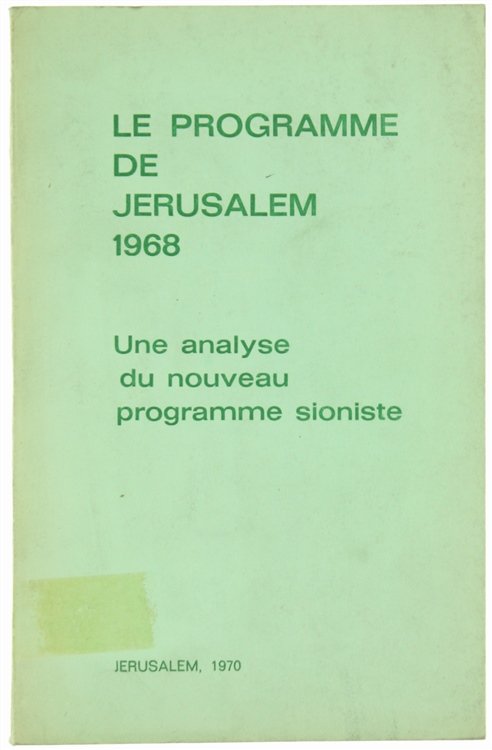 LE PROGRAMME
DE
JERUSALEM
1968
Une analyse
du nouveau
programme sioniste
JERUSALEM, 1970